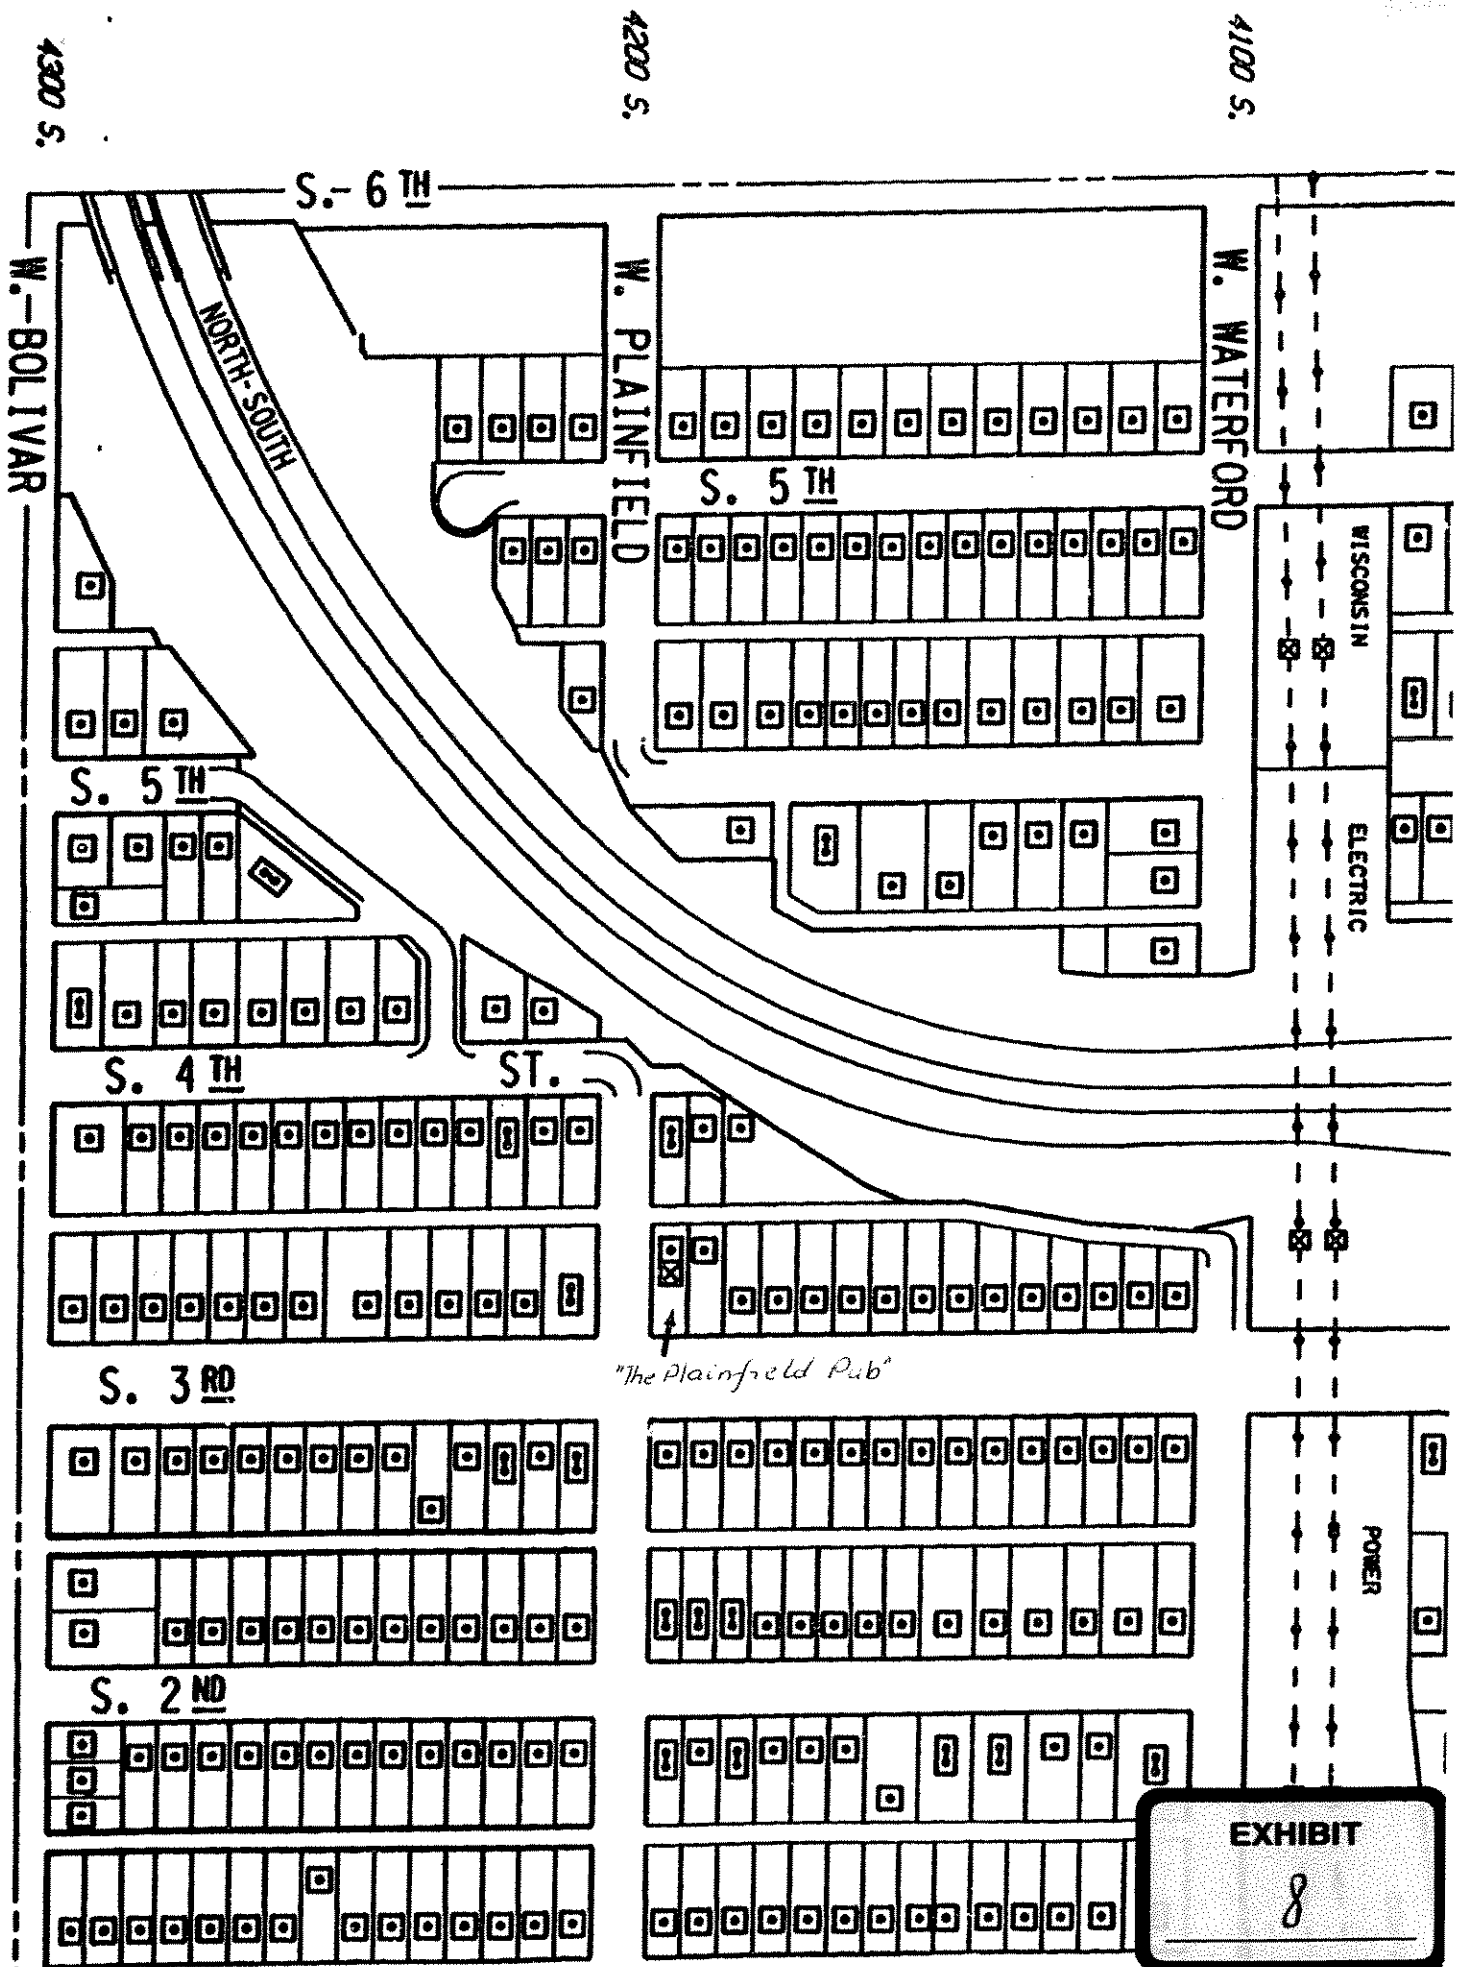 4300 S.
4200 S.
4100 S.
S.- 6 TH
W.-BOLIVAR
NORTH-SOUTH
W. PLAINFIELD
W. WATERFORD
S. 5 TH
WISCONSIN
S. 5 TH
ELECTRIC
S. 4 TH ST.
"The Plainfield Pub"
S. 3 RD
POWER
S. 2 ND
EXHIBIT
8